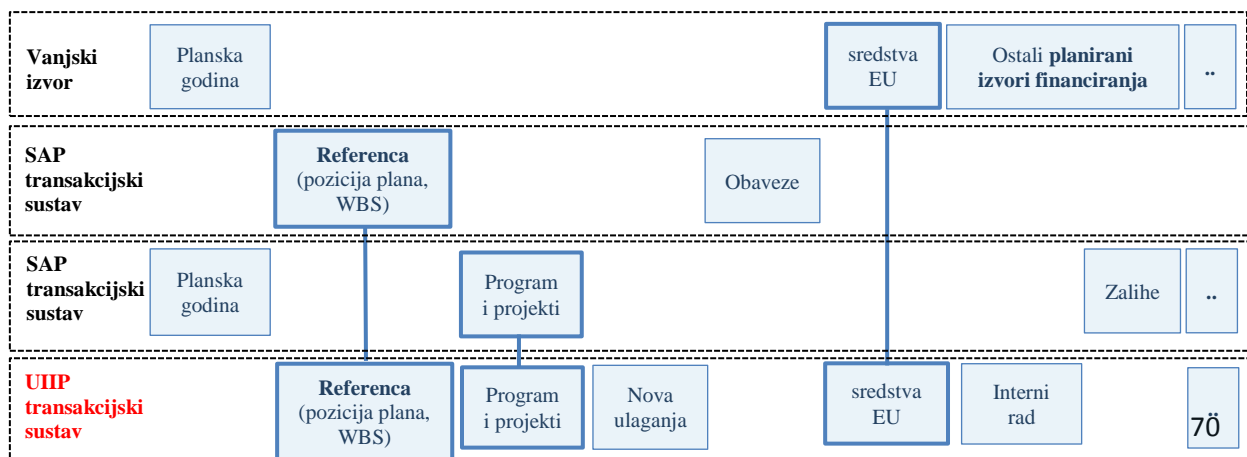 Vanjski
izvor
Planska
godina
sredstva
EU
Ostali planirani
izvori financiranja
..
SAP
transakcijski
sustav
Referenca
(pozicija plana,
WBS)
Obaveze
SAP
transakcijski
sustav
Planska
godina
Program
i projekti
Zalihe
..
UIIP
transakcijski
sustav
Referenca
(pozicija plana,
WBS)
Program
i projekti
Nova
ulaganja
sredstva
EU
Interni
rad
7Ö